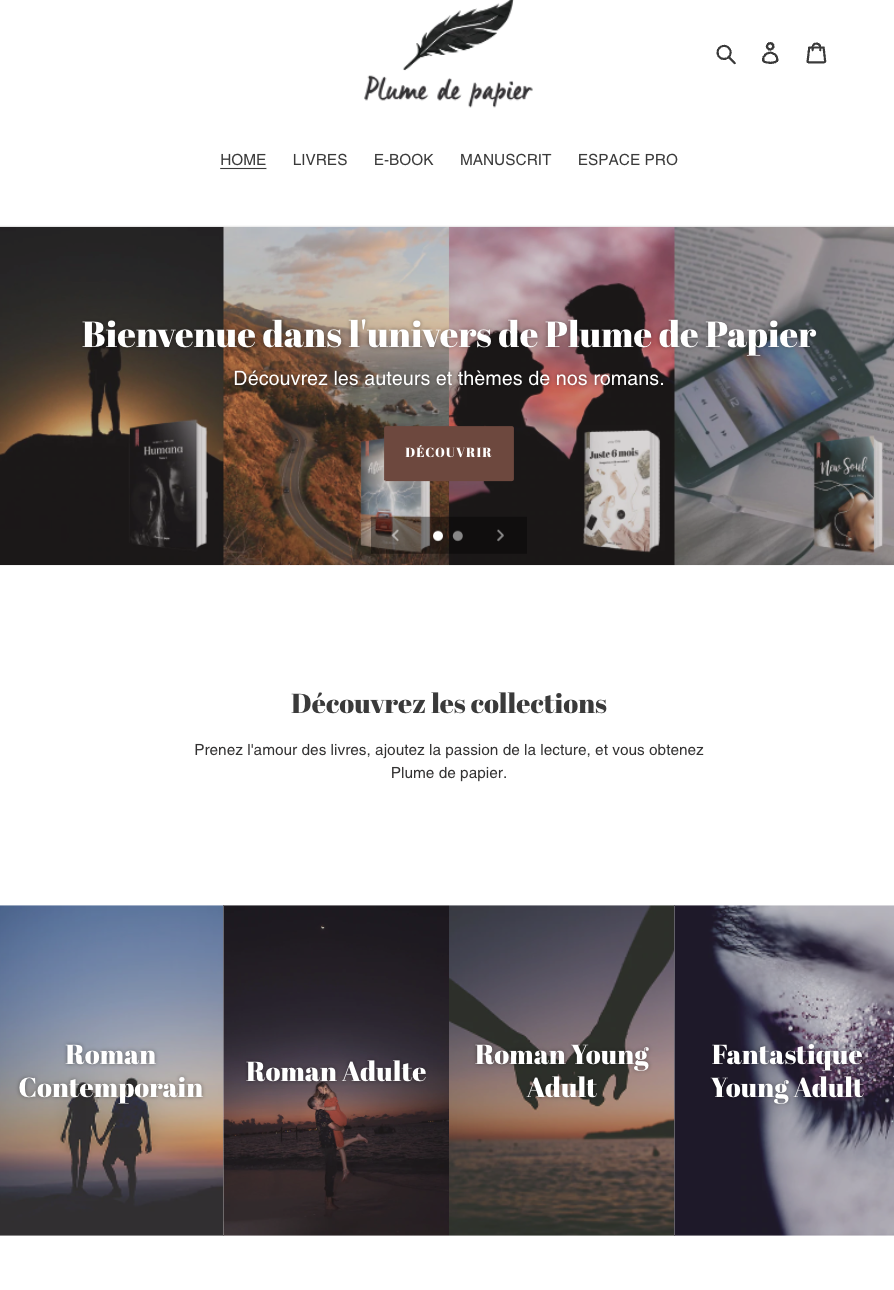 Plume de papier
HOME LIVRES E-BOOK MANUSCRIT ESPACE PRO
Bienvenue dans l'univers de Plume de Papier
Découvrez les auteurs et thèmes de nos romans.
DÉCOUVRIR
Humana
Juste 6 mois
New Soul
Découvrez les collections
Prenez l'amour des livres, ajoutez la passion de la lecture, et vous obtenez
Plume de papier.
Roman
Contemporain
Roman Adulte
Roman Young
Adult
Fantastique
Young Adult